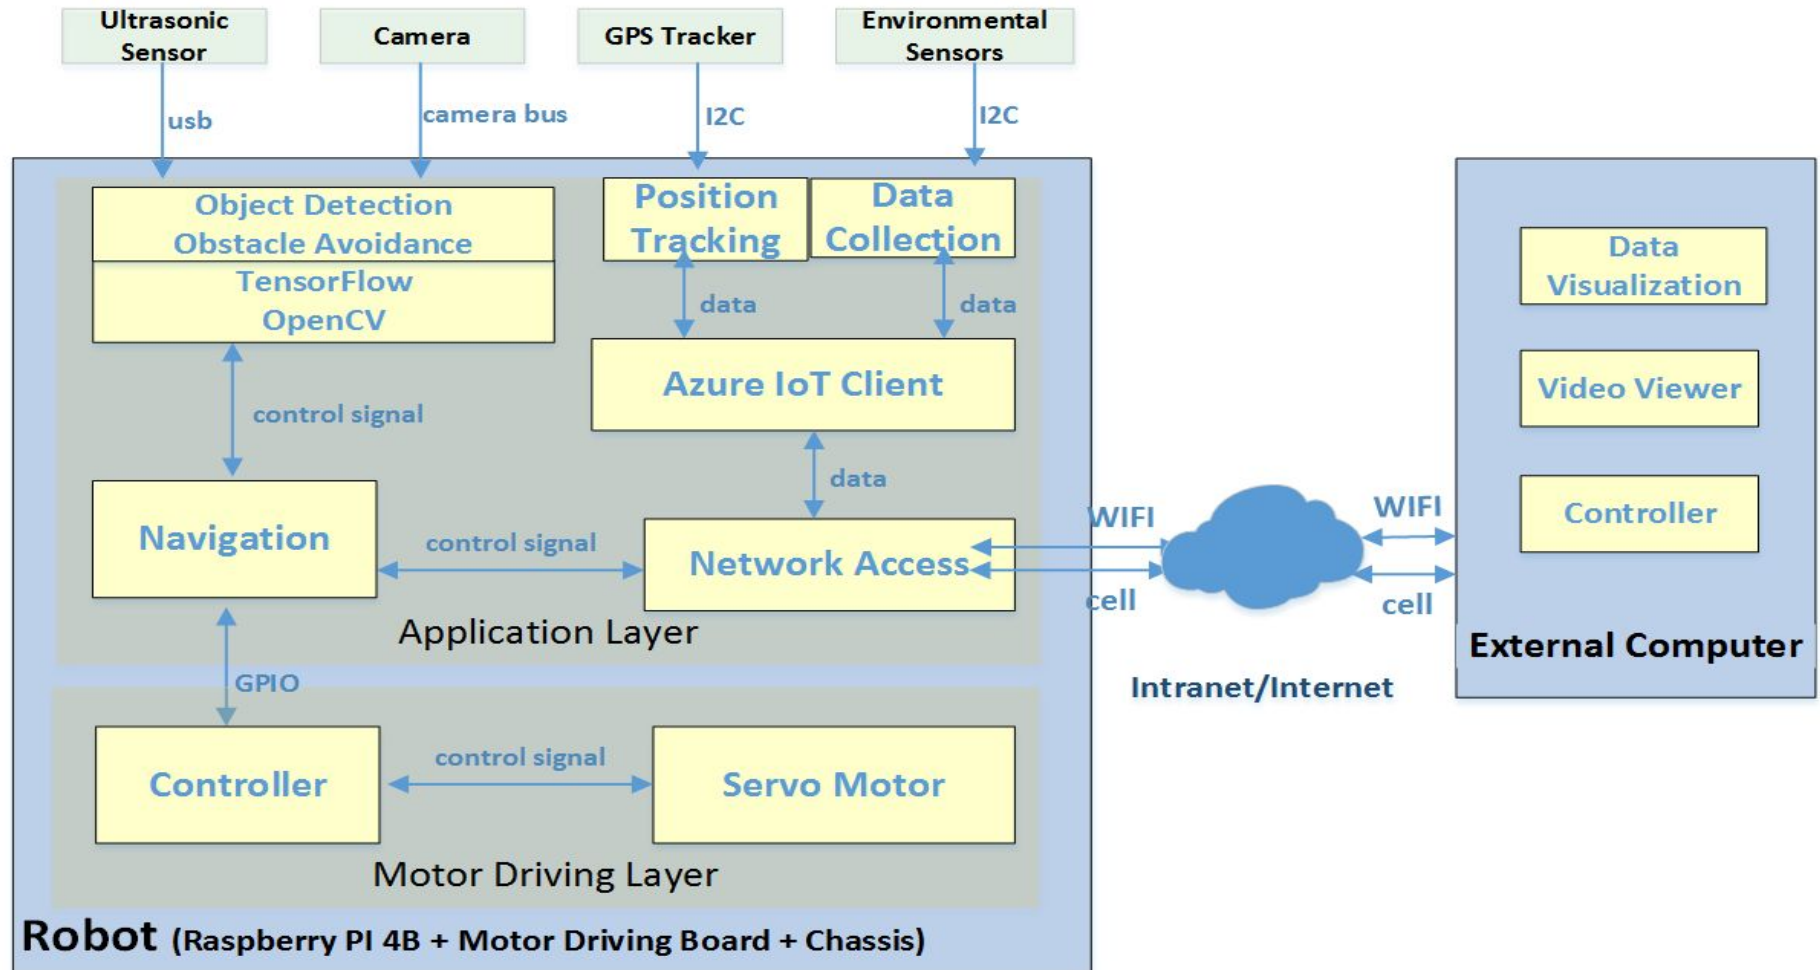 Ultrasonic
Sensor
Camera
GPS Tracker
Environmental
Sensors
usb
camera bus
I2C
I2C
Object Detection
Obstacle Avoidance
TensorFlow
OpenCV
Position
Tracking
Data
Collection
data
data
Azure IoT Client
control signal
data
Navigation
control signal
Network Access
Application Layer
GPIO
Controller
control signal
Servo Motor
Motor Driving Layer
Robot (Raspberry PI 4B + Motor Driving Board + Chassis)
WIFI
cell
Intranet/Internet
WIFI
cell
Data
Visualization
Video Viewer
Controller
External Computer